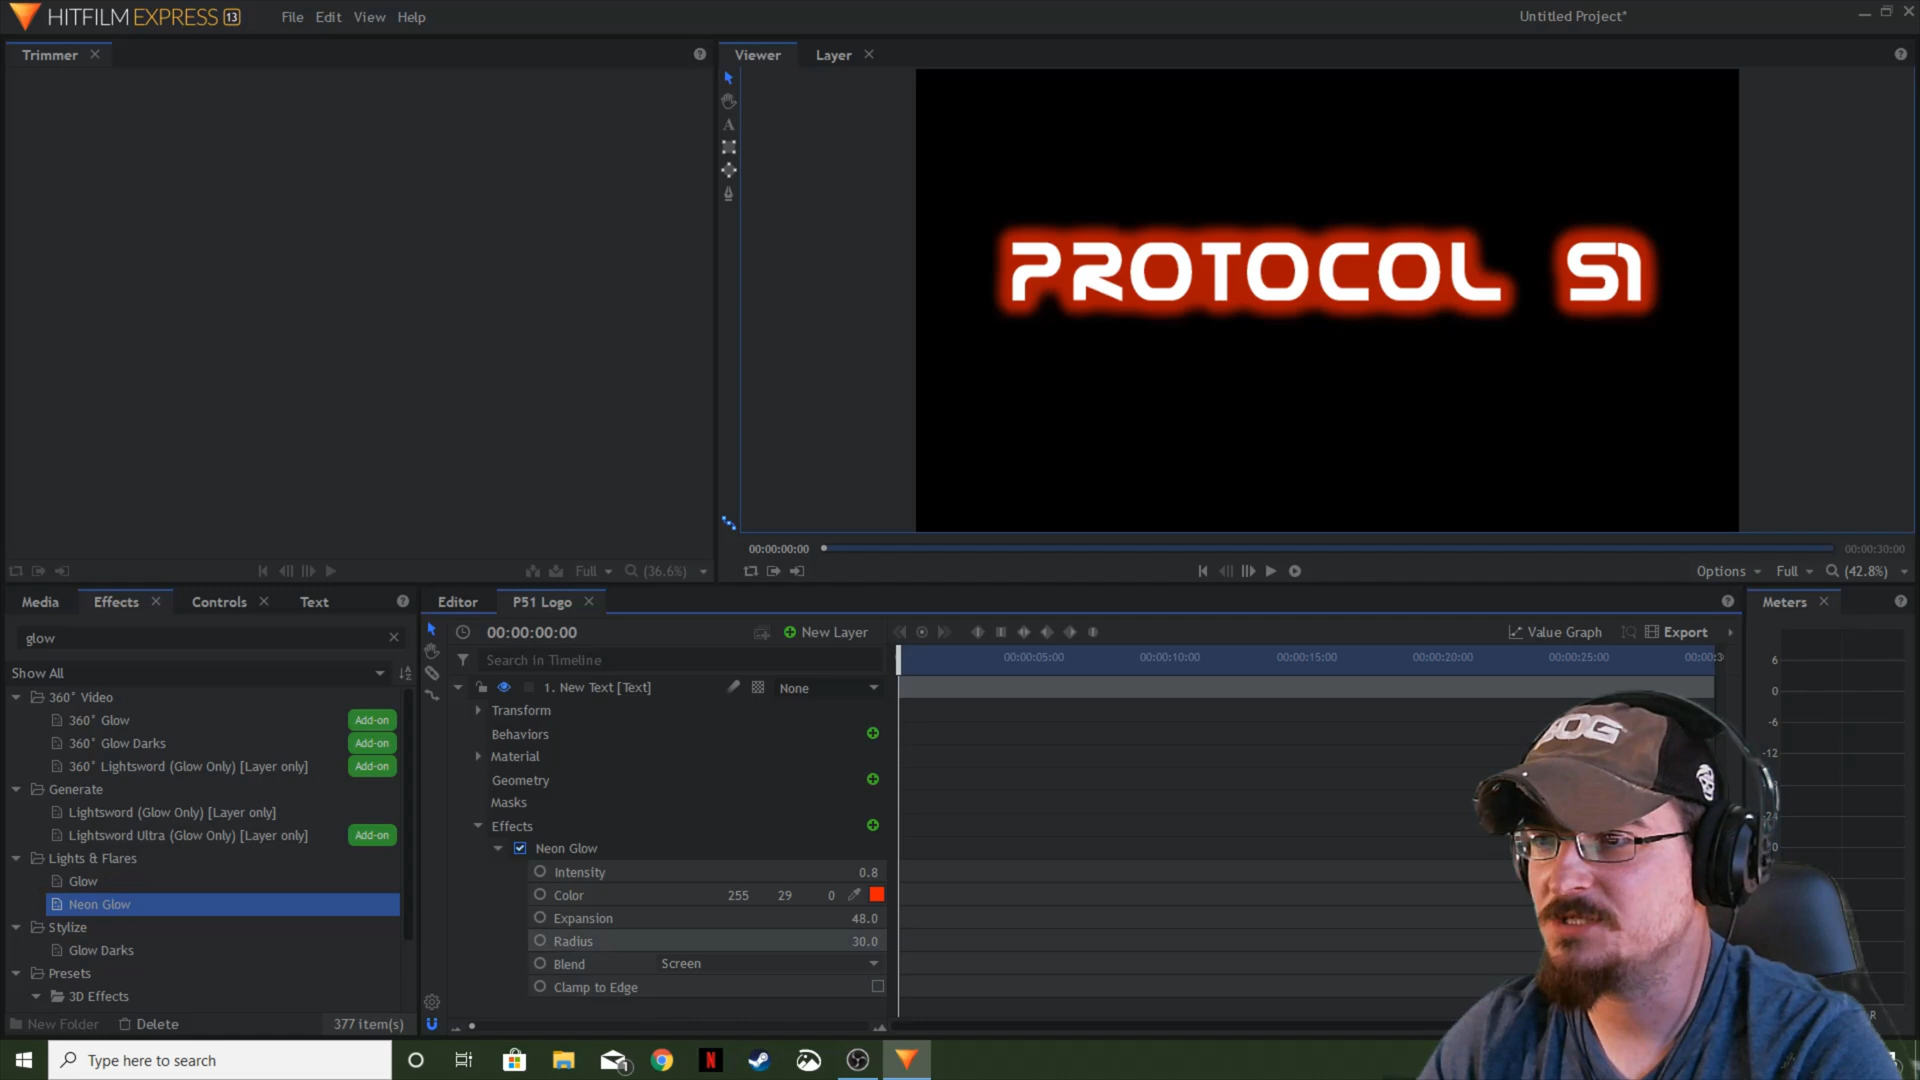 HITFILM EXPRESS 13
File Edit View Help
Untitled Project*
Trimmer
Viewer
Layer
A
PROTOCOL 51
Full
(36.6%)
00:00:00:00
00:00:30:00
Options
Full
(42.8%)
Media
Effects
Controls
Text
Editor
P51 Logo
Meters
glow
00:00:00:00
New Layer
Value Graph
Export
Show All
Search in Timeline
00:00:05:00
00:00:10:00
00:00:15:00
00:00:20:00
00:00:25:00
00:00:3
360° Video
360° Glow
Add-on
360° Glow Darks
Add-on
360° Lightsword (Glow Only) [Layer only]
Add-on
Generate
Lightsword (Glow Only) [Layer only]
Lightsword Ultra (Glow Only) [Layer only]
Add-on
Lights & Flares
Glow
Neon Glow
Stylize
Glow Darks
Presets
3D Effects
New Folder
Delete
377 item(s)
1. New Text [Text]
None
Transform
Behaviors
Material
Geometry
Masks
Effects
Neon Glow
Intensity 0.8
Color 255 29 0
Expansion 48.0
Radius 30.0
Blend Screen
Clamp to Edge
6
0
-6
-12
-24
R
Type here to search
N
1